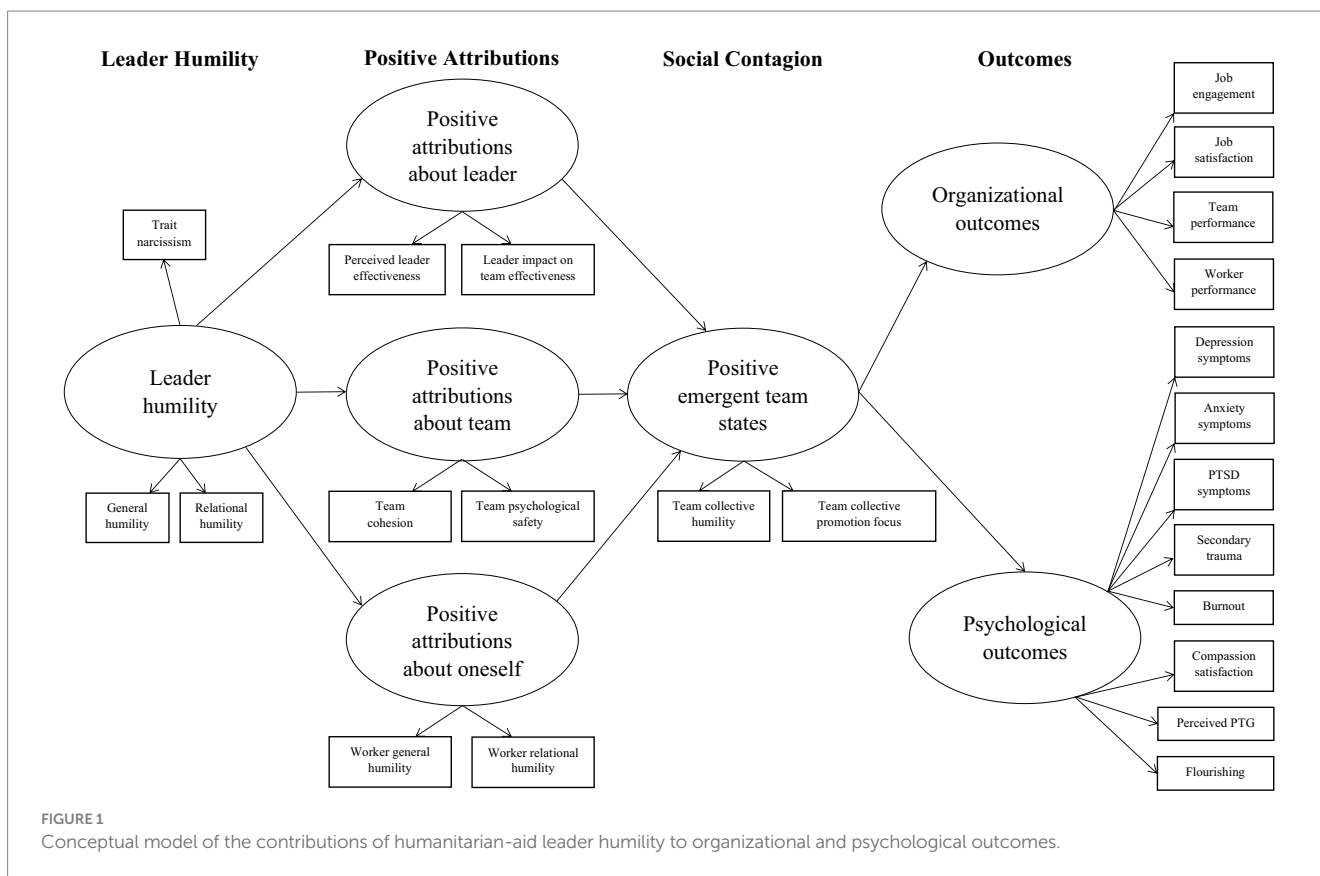 Leader Humility
Positive Attributions
Social Contagion
Outcomes
Trait
narcissism
Leader
humility
General
humility
Relational
humility
Positive
attributions
about leader
Perceived leader
effectiveness
Leader impact on
team effectiveness
Positive
attributions
about team
Team
cohesion
Team psychological
safety
Positive
attributions
about oneself
Worker general
humility
Worker relational
humility
Positive
emergent team
states
Team collective
humility
Team collective
promotion focus
Organizational
outcomes
Job
engagement
Job
satisfaction
Team
performance
Worker
performance
Psychological
outcomes
Depression
symptoms
Anxiety
symptoms
PTSD
symptoms
Secondary
trauma
Burnout
Compassion
satisfaction
Perceived PTG
Flourishing
FIGURE 1
Conceptual model of the contributions of humanitarian-aid leader humility to organizational and psychological outcomes.